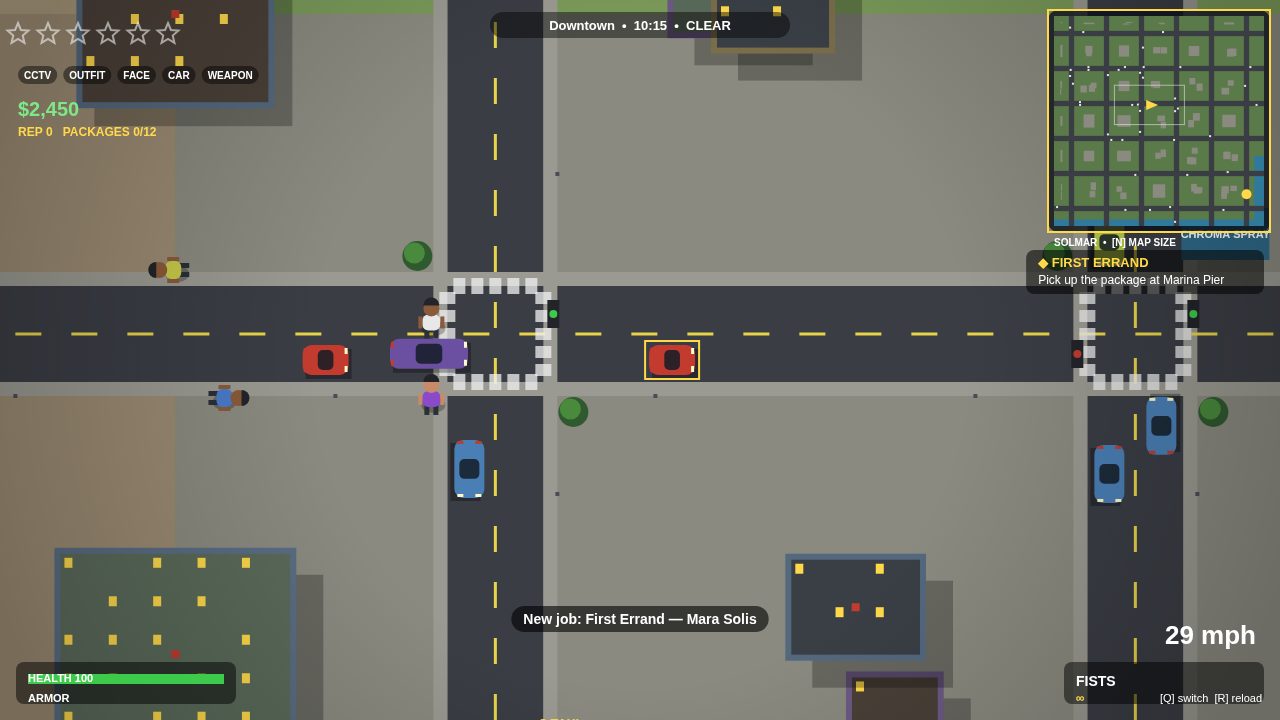 Downtown • 10:15 • CLEAR
CCTV OUTFIT FACE CAR WEAPON
$2,450
REP 0 PACKAGES 0/12
CHROMA SPRAY
SOLMAR • [N] MAP SIZE
◆ FIRST ERRAND
Pick up the package at Marina Pier
New job: First Errand — Mara Solis
29 mph
HEALTH 100
ARMOR
FISTS
∞ [Q] switch [R] reload